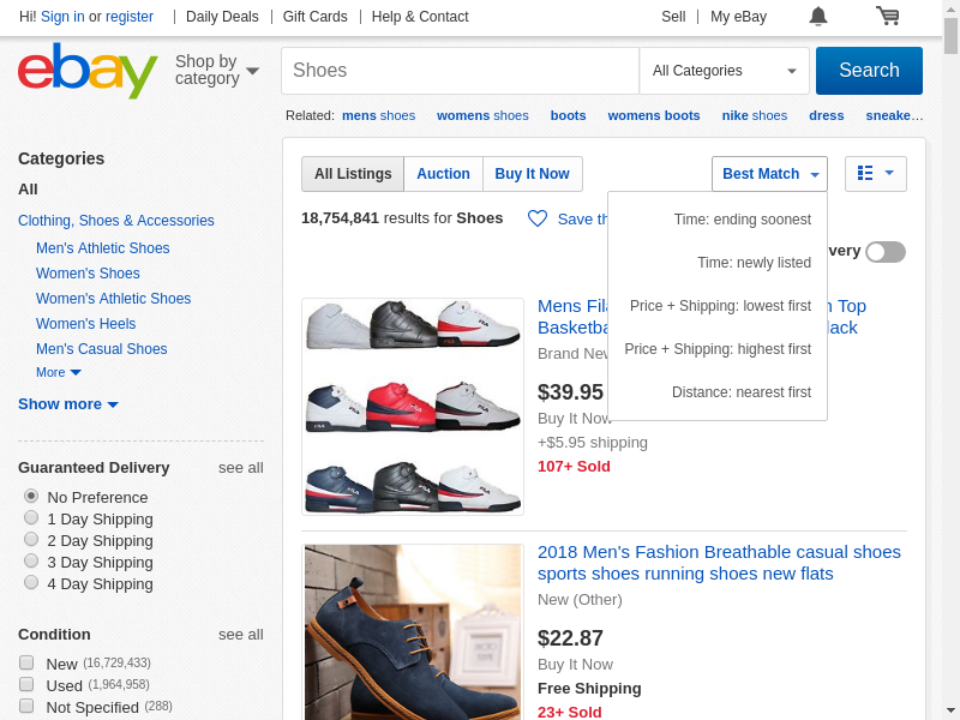 Hi! Sign in or register
Daily Deals
Gift Cards
Help & Contact
Sell
My eBay
ebay
Shop by category
Shoes
All Categories
Search
Related: mens shoes womens shoes boots womens boots nike shoes dress sneake…
Categories
All
Clothing, Shoes & Accessories
Men's Athletic Shoes
Women's Shoes
Women's Athletic Shoes
Women's Heels
Men's Casual Shoes
More
Show more
Guaranteed Delivery see all
No Preference
1 Day Shipping
2 Day Shipping
3 Day Shipping
4 Day Shipping
Condition see all
New (16,729,433)
Used (1,964,958)
Not Specified (288)
All Listings
Auction
Buy It Now
Best Match
Time: ending soonest
Time: newly listed
Price + Shipping: lowest first
Price + Shipping: highest first
Distance: nearest first
18,754,841 results for Shoes
Save
Mens Top
Basketba
Brand New
$39.95
Buy It Now
+$5.95 shipping
107+ Sold
2018 Men's Fashion Breathable casual shoes
sports shoes running shoes new flats
New (Other)
$22.87
Buy It Now
Free Shipping
23+ Sold